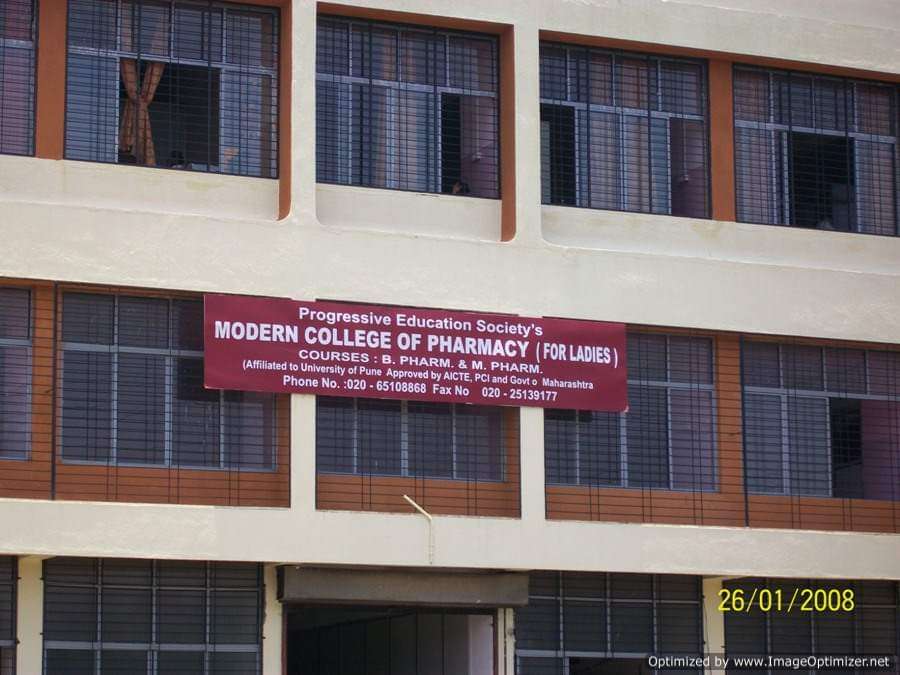 Progressive Education Society's
MODERN COLLEGE OF PHARMACY ( FOR LADIES )
COURSES : B. PHARM. & M. PHARM.
(Affiliated to University of Pune Approved by AICTE, PCI and Govt o Maharashtra
Phone No. :020 - 65108868 Fax No 020 - 25139177
26/01/2008
Optimized by www.ImageOptimizer.net